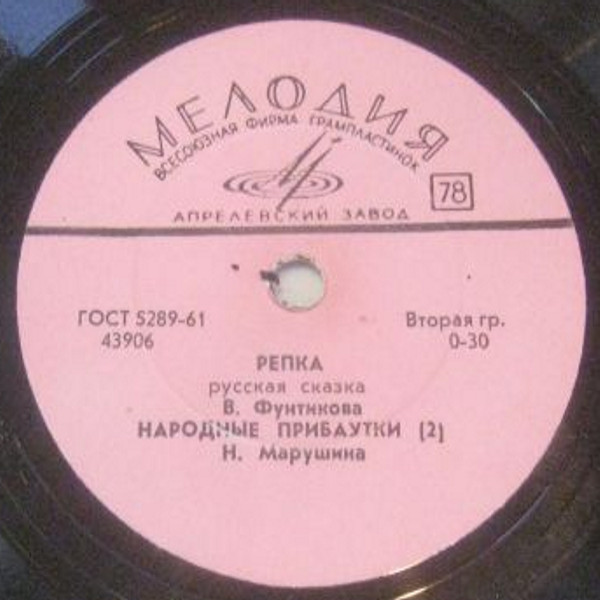 МЕЛОДИЯ
ВСЕСОЮЗНАЯ ФИРМА ГРАМПЛАСТИНОК
78
АПРЕЛЕВСКИЙ ЗАВОД
ГОСТ 5289-61
43906
Вторая гр.
0-30
РЕПКА
русская сказка
В. Фунтикова
НАРОДНЫЕ ПРИБАУТКИ (2)
Н. Марушина